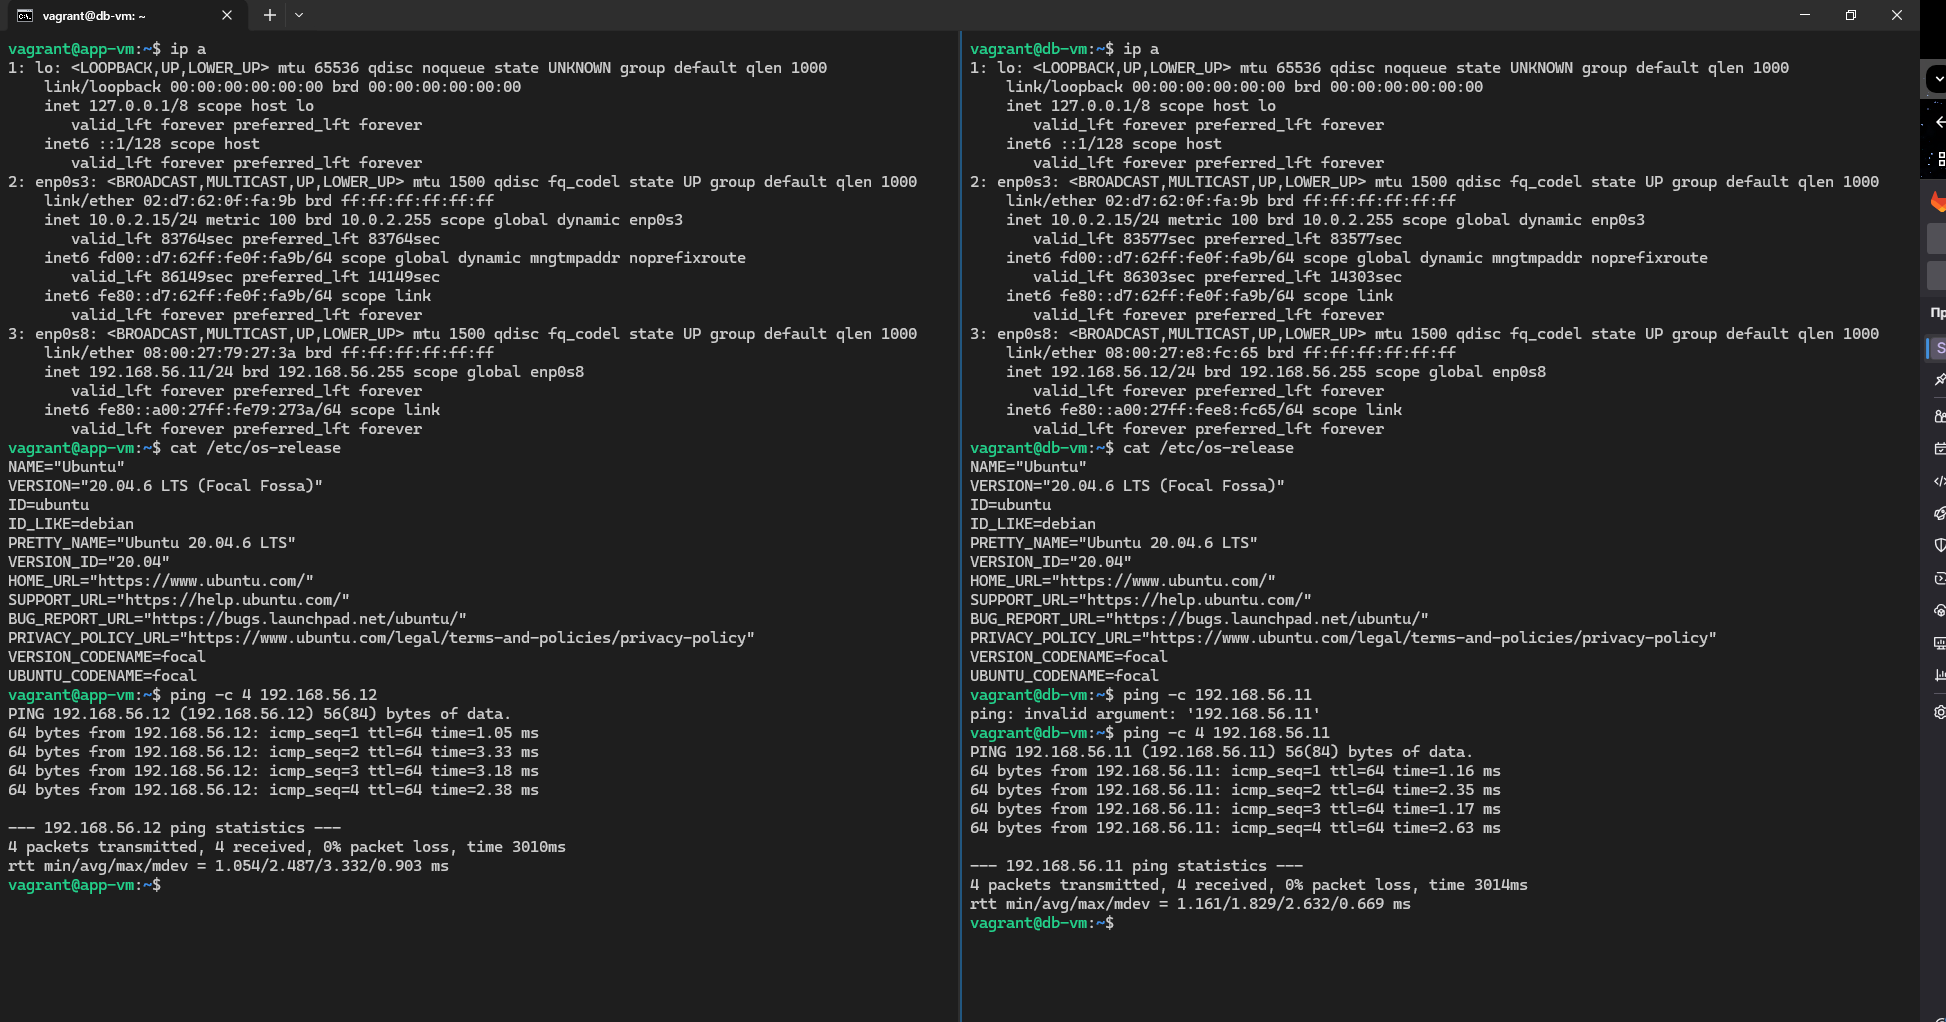 vagrant@db-vm: ~
vagrant@app-vm:~$ ip a
1: lo: <LOOPBACK,UP,LOWER_UP> mtu 65536 qdisc noqueue state UNKNOWN group default qlen 1000
    link/loopback 00:00:00:00:00:00 brd 00:00:00:00:00:00
    inet 127.0.0.1/8 scope host lo
       valid_lft forever preferred_lft forever
    inet6 ::1/128 scope host
       valid_lft forever preferred_lft forever
2: enp0s3: <BROADCAST,MULTICAST,UP,LOWER_UP> mtu 1500 qdisc fq_codel state UP group default qlen 1000
    link/ether 02:d7:62:0f:fa:9b brd ff:ff:ff:ff:ff:ff
    inet 10.0.2.15/24 metric 100 brd 10.0.2.255 scope global dynamic enp0s3
       valid_lft 83764sec preferred_lft 83764sec
    inet6 fd00::d7:62ff:fe0f:fa9b/64 scope global dynamic mngtmpaddr noprefixroute
       valid_lft 86149sec preferred_lft 14149sec
    inet6 fe80::d7:62ff:fe0f:fa9b/64 scope link
       valid_lft forever preferred_lft forever
3: enp0s8: <BROADCAST,MULTICAST,UP,LOWER_UP> mtu 1500 qdisc fq_codel state UP group default qlen 1000
    link/ether 08:00:27:79:27:3a brd ff:ff:ff:ff:ff:ff
    inet 192.168.56.11/24 brd 192.168.56.255 scope global enp0s8
       valid_lft forever preferred_lft forever
    inet6 fe80::a00:27ff:fe79:273a/64 scope link
       valid_lft forever preferred_lft forever
vagrant@app-vm:~$ cat /etc/os-release
NAME="Ubuntu"
VERSION="20.04.6 LTS (Focal Fossa)"
ID=ubuntu
ID_LIKE=debian
PRETTY_NAME="Ubuntu 20.04.6 LTS"
VERSION_ID="20.04"
HOME_URL="https://www.ubuntu.com/"
SUPPORT_URL="https://help.ubuntu.com/"
BUG_REPORT_URL="https://bugs.launchpad.net/ubuntu/"
PRIVACY_POLICY_URL="https://www.ubuntu.com/legal/terms-and-policies/privacy-policy"
VERSION_CODENAME=focal
UBUNTU_CODENAME=focal
vagrant@app-vm:~$ ping -c 4 192.168.56.12
PING 192.168.56.12 (192.168.56.12) 56(84) bytes of data.
64 bytes from 192.168.56.12: icmp_seq=1 ttl=64 time=1.05 ms
64 bytes from 192.168.56.12: icmp_seq=2 ttl=64 time=3.33 ms
64 bytes from 192.168.56.12: icmp_seq=3 ttl=64 time=3.18 ms
64 bytes from 192.168.56.12: icmp_seq=4 ttl=64 time=2.38 ms
--- 192.168.56.12 ping statistics ---
4 packets transmitted, 4 received, 0% packet loss, time 3010ms
rtt min/avg/max/mdev = 1.054/2.487/3.332/0.903 ms
vagrant@app-vm:~$
vagrant@db-vm:~$ ip a
1: lo: <LOOPBACK,UP,LOWER_UP> mtu 65536 qdisc noqueue state UNKNOWN group default qlen 1000
    link/loopback 00:00:00:00:00:00 brd 00:00:00:00:00:00
    inet 127.0.0.1/8 scope host lo
       valid_lft forever preferred_lft forever
    inet6 ::1/128 scope host
       valid_lft forever preferred_lft forever
2: enp0s3: <BROADCAST,MULTICAST,UP,LOWER_UP> mtu 1500 qdisc fq_codel state UP group default qlen 1000
    link/ether 02:d7:62:0f:fa:9b brd ff:ff:ff:ff:ff:ff
    inet 10.0.2.15/24 metric 100 brd 10.0.2.255 scope global dynamic enp0s3
       valid_lft 83577sec preferred_lft 83577sec
    inet6 fd00::d7:62ff:fe0f:fa9b/64 scope global dynamic mngtmpaddr noprefixroute
       valid_lft 86303sec preferred_lft 14303sec
    inet6 fe80::d7:62ff:fe0f:fa9b/64 scope link
       valid_lft forever preferred_lft forever
3: enp0s8: <BROADCAST,MULTICAST,UP,LOWER_UP> mtu 1500 qdisc fq_codel state UP group default qlen 1000
    link/ether 08:00:27:e8:fc:65 brd ff:ff:ff:ff:ff:ff
    inet 192.168.56.12/24 brd 192.168.56.255 scope global enp0s8
       valid_lft forever preferred_lft forever
    inet6 fe80::a00:27ff:fee8:fc65/64 scope link
       valid_lft forever preferred_lft forever
vagrant@db-vm:~$ cat /etc/os-release
NAME="Ubuntu"
VERSION="20.04.6 LTS (Focal Fossa)"
ID=ubuntu
ID_LIKE=debian
PRETTY_NAME="Ubuntu 20.04.6 LTS"
VERSION_ID="20.04"
HOME_URL="https://www.ubuntu.com/"
SUPPORT_URL="https://help.ubuntu.com/"
BUG_REPORT_URL="https://bugs.launchpad.net/ubuntu/"
PRIVACY_POLICY_URL="https://www.ubuntu.com/legal/terms-and-policies/privacy-policy"
VERSION_CODENAME=focal
UBUNTU_CODENAME=focal
vagrant@db-vm:~$ ping -c 192.168.56.11
ping: invalid argument: '192.168.56.11'
vagrant@db-vm:~$ ping -c 4 192.168.56.11
PING 192.168.56.11 (192.168.56.11) 56(84) bytes of data.
64 bytes from 192.168.56.11: icmp_seq=1 ttl=64 time=1.16 ms
64 bytes from 192.168.56.11: icmp_seq=2 ttl=64 time=2.35 ms
64 bytes from 192.168.56.11: icmp_seq=3 ttl=64 time=1.17 ms
64 bytes from 192.168.56.11: icmp_seq=4 ttl=64 time=2.63 ms
--- 192.168.56.11 ping statistics ---
4 packets transmitted, 4 received, 0% packet loss, time 3014ms
rtt min/avg/max/mdev = 1.161/1.829/2.632/0.669 ms
vagrant@db-vm:~$